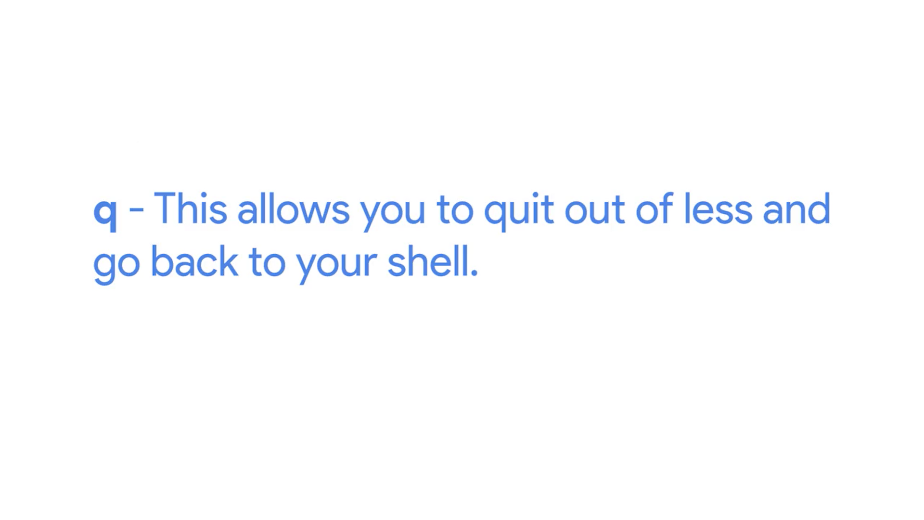 q - This allows you to quit out of less and
go back to your shell.